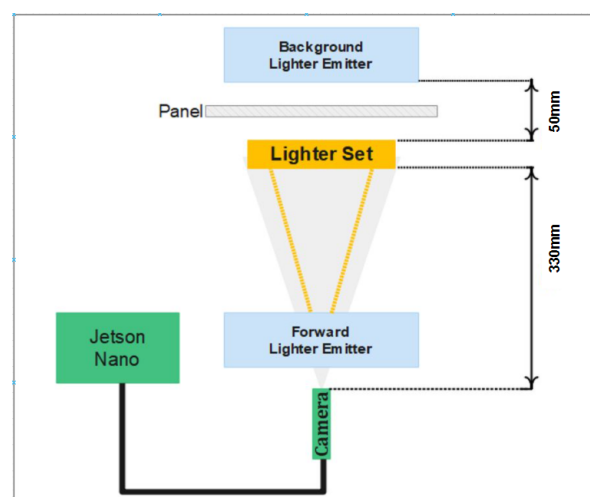 Background
Lighter Emitter
Panel
50mm
Lighter Set
330mm
Jetson
Nano
Forward
Lighter Emitter
Camera